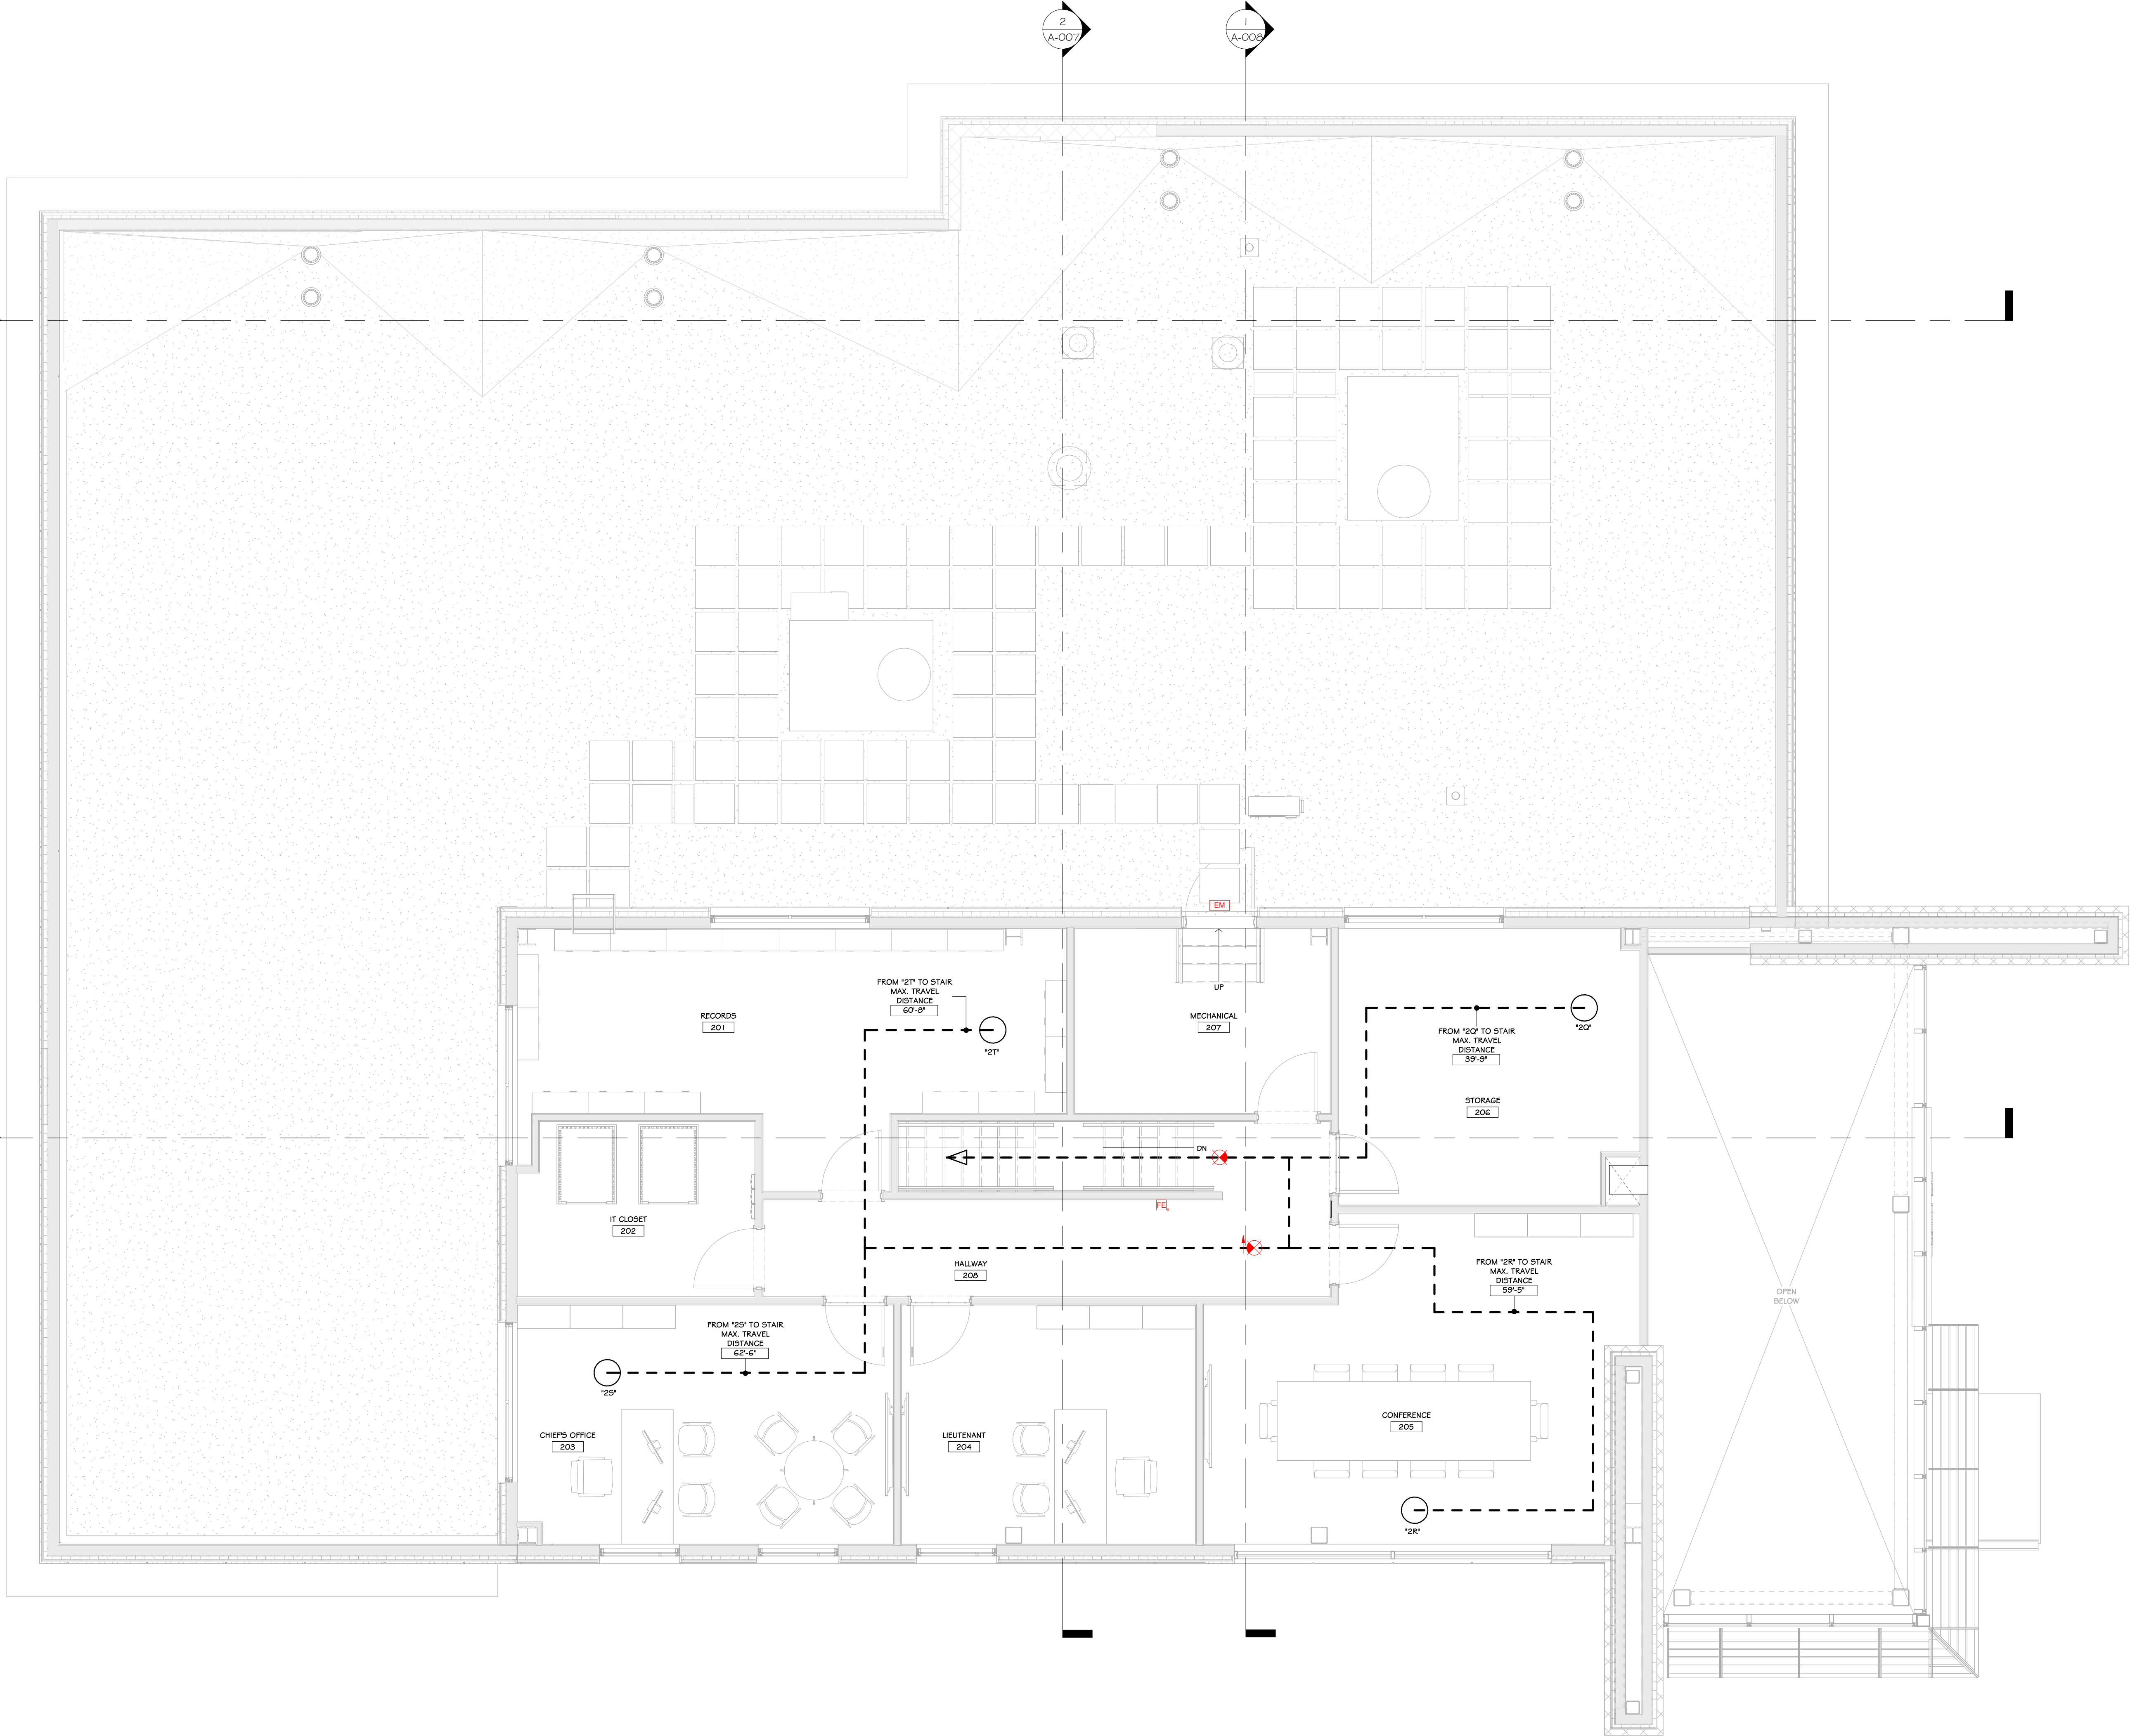 2
A-007
1
A-008
EM
UP
FROM "2T" TO STAIR
MAX. TRAVEL
DISTANCE
60'-8"
"2T"
RECORDS
201
MECHANICAL
207
"2Q"
FROM "2Q" TO STAIR
MAX. TRAVEL
DISTANCE
39'-9"
STORAGE
206
DN
FE
IT CLOSET
202
HALLWAY
208
FROM "2R" TO STAIR
MAX. TRAVEL
DISTANCE
59'-5"
OPEN
BELOW
FROM "2S" TO STAIR
MAX. TRAVEL
DISTANCE
62'-6"
"2S"
CHIEF'S OFFICE
203
LIEUTENANT
204
CONFERENCE
205
"2R"